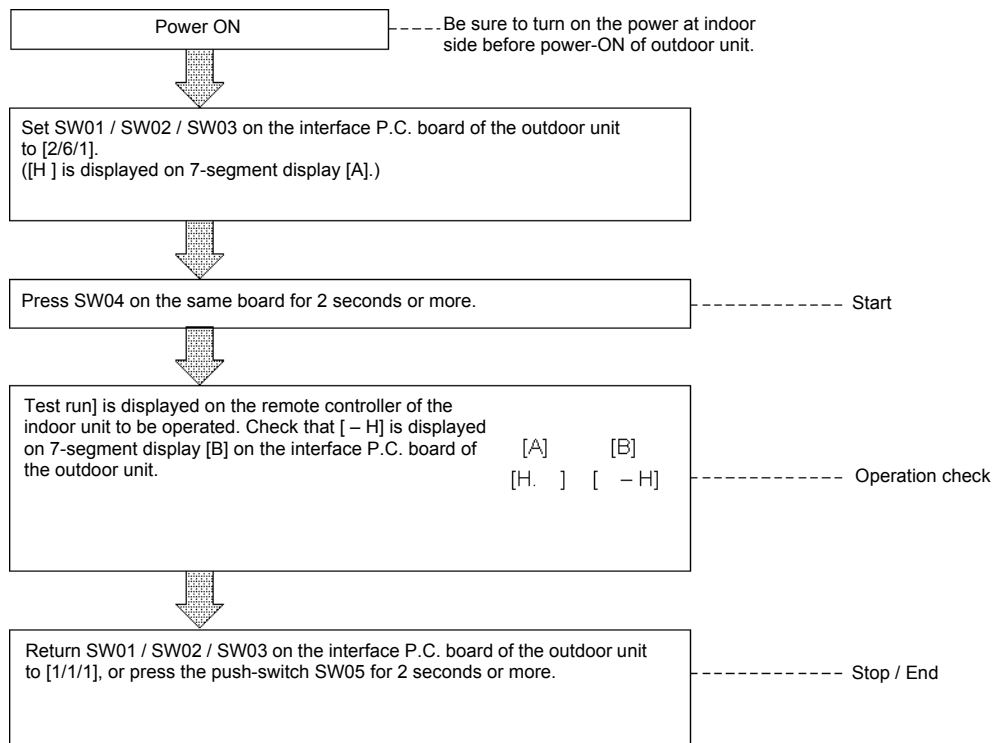 Power ON
Be sure to turn on the power at indoor
side before power-ON of outdoor unit.
Set SW01 / SW02 / SW03 on the interface P.C. board of the outdoor unit
to [2/6/1].
([H ] is displayed on 7-segment display [A].)
Press SW04 on the same board for 2 seconds or more.
Start
Test run] is displayed on the remote controller of the
indoor unit to be operated. Check that [ – H] is displayed
on 7-segment display [B] on the interface P.C. board of
the outdoor unit.
[A] [B]
[H. ] [ – H]
Operation check
Return SW01 / SW02 / SW03 on the interface P.C. board of the outdoor unit
to [1/1/1], or press the push-switch SW05 for 2 seconds or more.
Stop / End